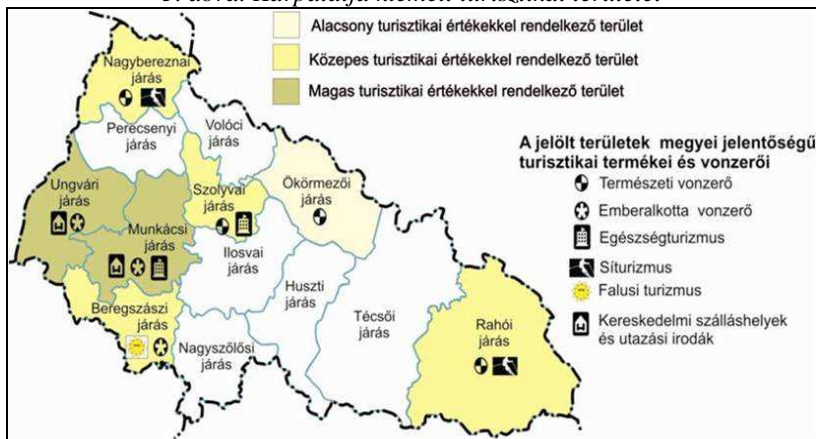 Alacsony turisztikai értékekkel rendelkező terület
Közepes turisztikai értékekkel rendelkező terület
Magas turisztikai értékekkel rendelkező terület
Nagybereznai
járás
Perecsenyi
járás
Volóci
járás
Ungvári
járás
Szolyvai
járás
Ökörmezői
járás
Munkácsi
járás
Ilosvai
járás
Huszti
járás
Técsői
járás
Rahói
járás
Beregszászi
járás
Nagyszőlősi
járás
A jelölt területek megyei jelentőségű
turisztikai termékei és vonzerői
Természeti vonzerő
Emberalkotta vonzerő
Egészségturizmus
Síturizmus
Falusi turizmus
Kereskedelmi szálláshelyek
és utazási irodák